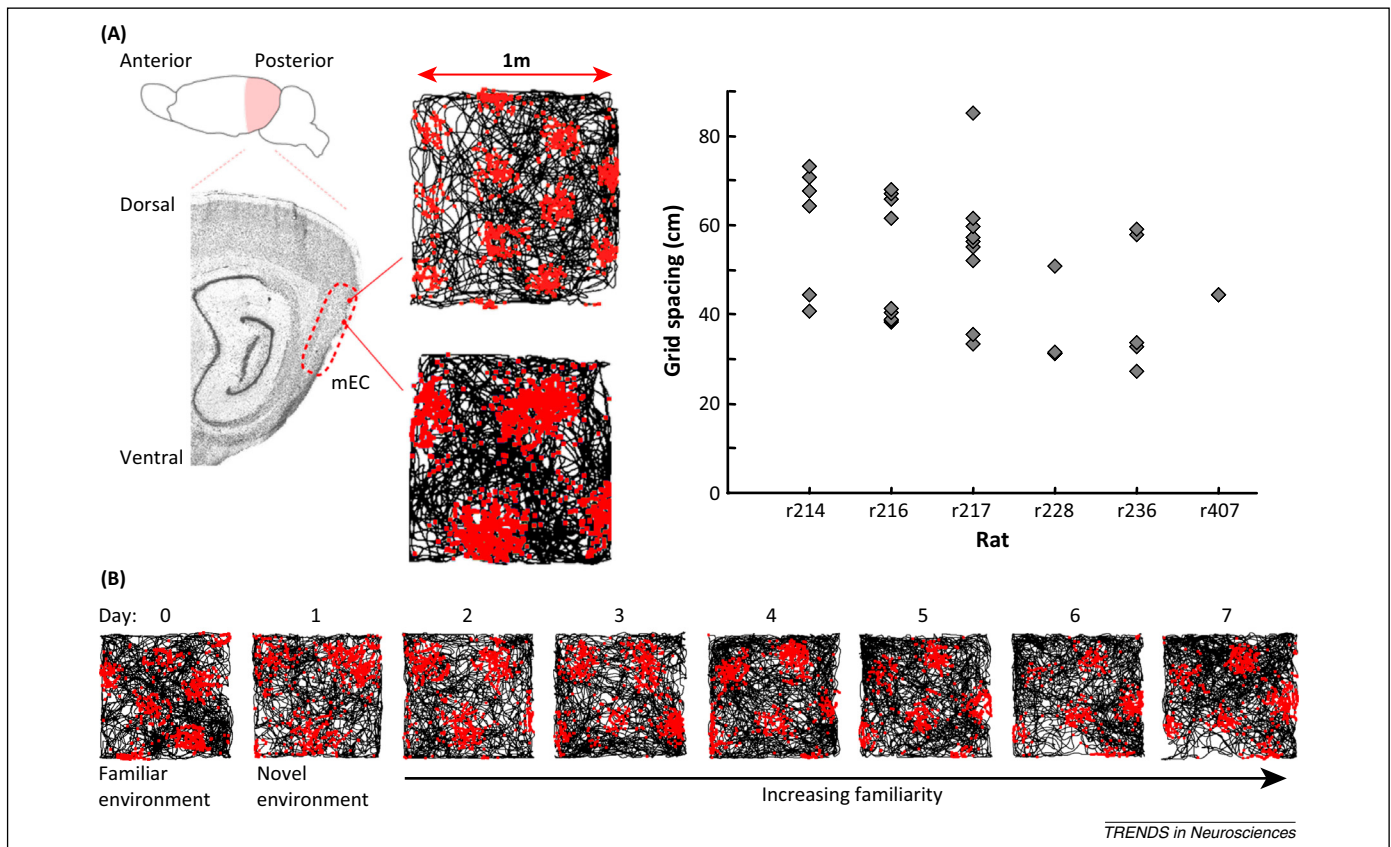 (A)
Anterior Posterior
Dorsal
mEC
Ventral
1m
Grid spacing (cm)
80
60
40
20
0
r214 r216 r217 r228 r236 r407
Rat
(B)
Day: 0 1 2 3 4 5 6 7
Familiar environment
Novel environment
Increasing familiarity
TRENDS in Neurosciences